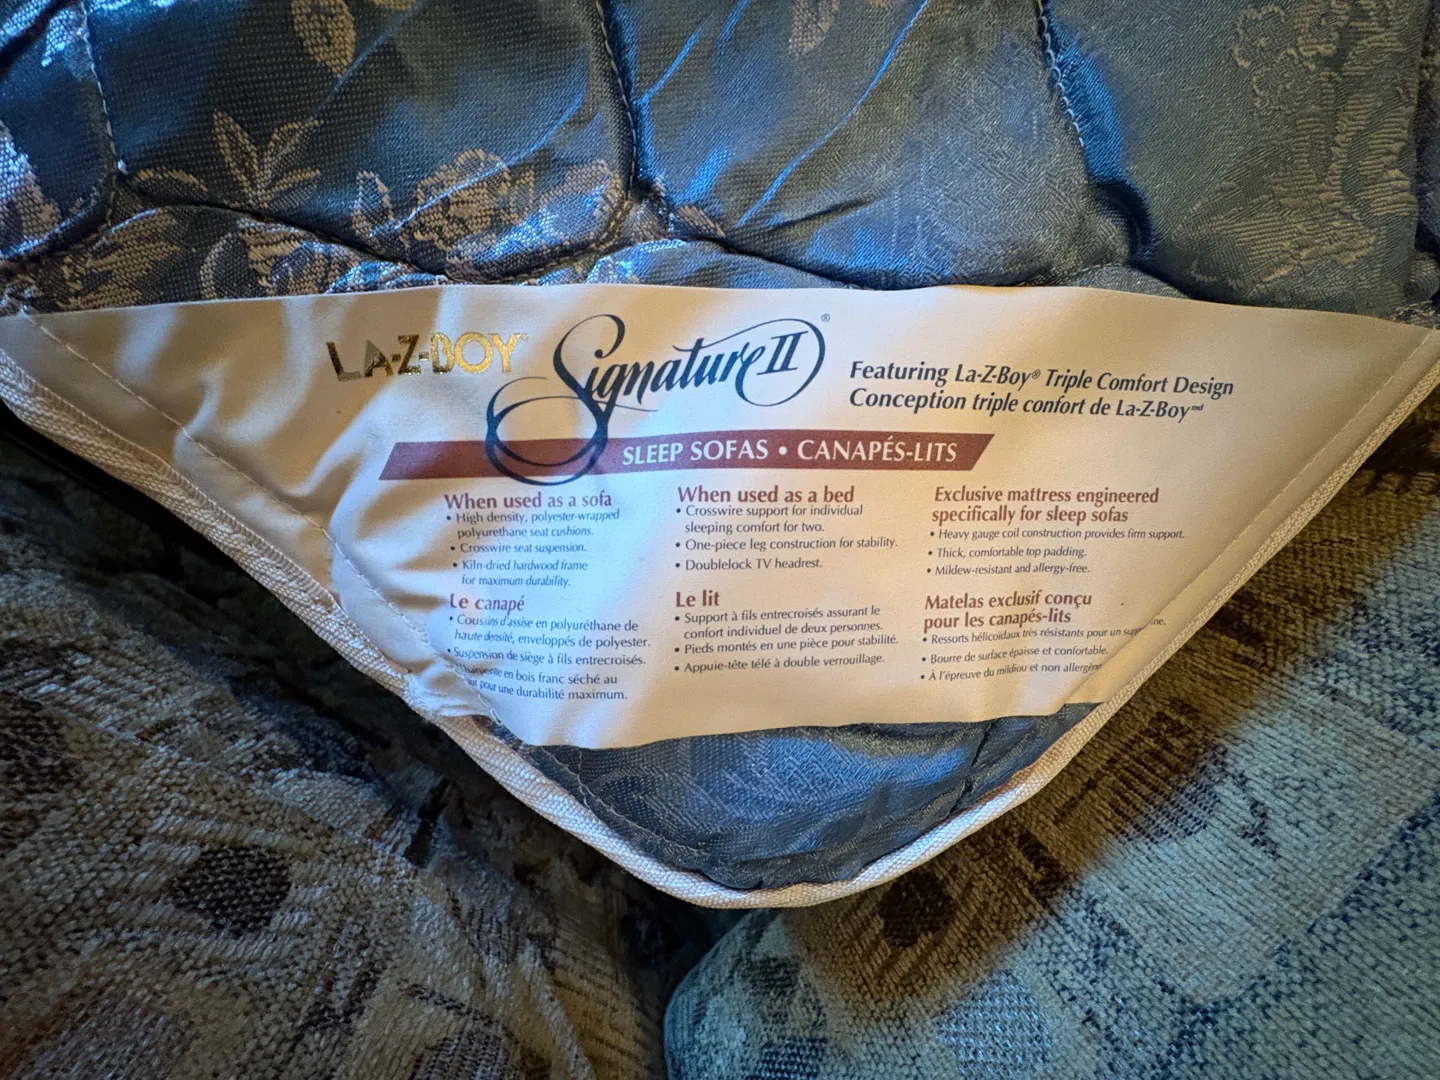 LA-Z-BOY™ Signature II®
Featuring La-Z-Boy® Triple Comfort Design
Conception triple confort de La-Z-Boy md
SLEEP SOFAS • CANAPÉS-LITS
When used as a sofa
• High density, polyester-wrapped
polyurethane seat cushions.
• Crosswire seat suspension.
• Kiln-dried hardwood frame
for maximum durability.
Le canapé
• Coussins d'assise en polyuréthane de
haute densité, enveloppés de polyester.
• Suspension de siège à fils entrecroisés.
en bois franc séché au
pour une durabilité maximum.
When used as a bed
• Crosswire support for individual
sleeping comfort for two.
• One-piece leg construction for stability.
• Doublelock TV headrest.
Le lit
• Support à fils entrecroisés assurant le
confort individuel de deux personnes.
• Pieds montés en une pièce pour stabilité.
• Appuie-tête télé à double verrouillage.
Exclusive mattress engineered
specifically for sleep sofas
• Heavy gauge coil construction provides firm support.
• Thick, comfortable top padding.
• Mildew-resistant and allergy-free.
Matelas exclusif conçu
pour les canapés-lits
• Ressorts hélicoïdaux très résistants pour un
• Bourre de surface épaisse et confortable.
• À l'épreuve du mildiou et non allergène